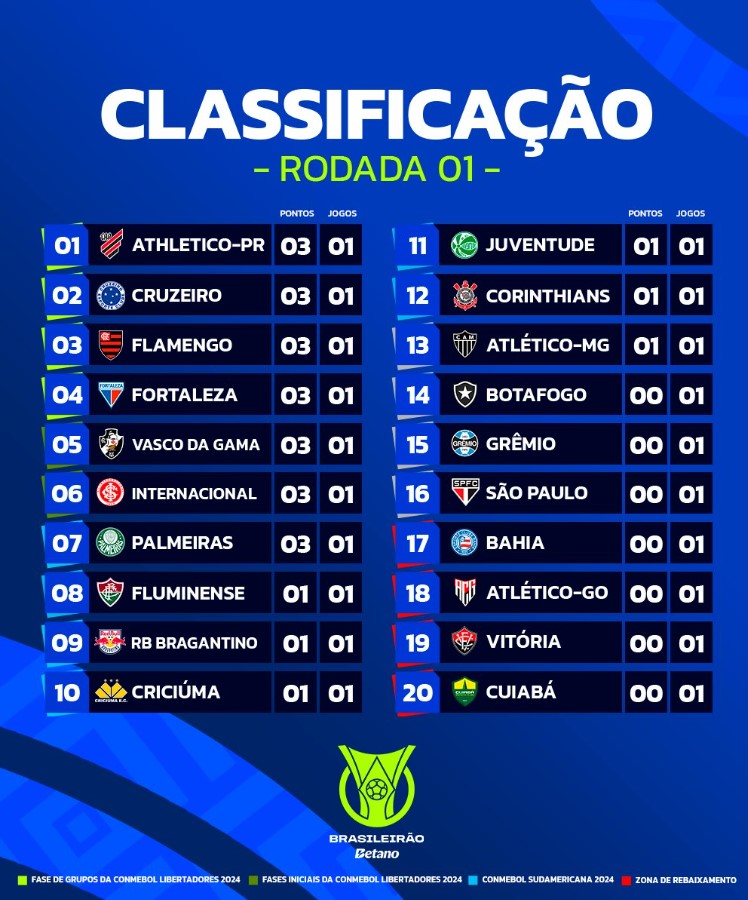 CLASSIFICAÇÃO
- RODADA 01 -
PONTOS JOGOS
01 ATHLETICO-PR 03 01
02 CRUZEIRO 03 01
03 FLAMENGO 03 01
04 FORTALEZA 03 01
05 VASCO DA GAMA 03 01
06 INTERNACIONAL 03 01
07 PALMEIRAS 03 01
08 FLUMINENSE 01 01
09 RB BRAGANTINO 01 01
10 CRICIÚMA 01 01
PONTOS JOGOS
11 JUVENTUDE 01 01
12 CORINTHIANS 01 01
13 CAM ATLÉTICO-MG 01 01
14 BOTAFOGO 00 01
15 GRÊMIO GRÊMIO 00 01
16 SPFC SÃO PAULO 00 01
17 BAHIA 00 01
18 ATLÉTICO-GO 00 01
19 VITÓRIA 00 01
20 CUIABÁ 00 01
BRASILEIRÃO
Betano
FASE DE GRUPOS DA CONMEBOL LIBERTADORES 2024 FASES INICIAIS DA CONMEBOL LIBERTADORES 2024 CONMEBOL SUDAMERICANA 2024 ZONA DE REBAIXAMENTO